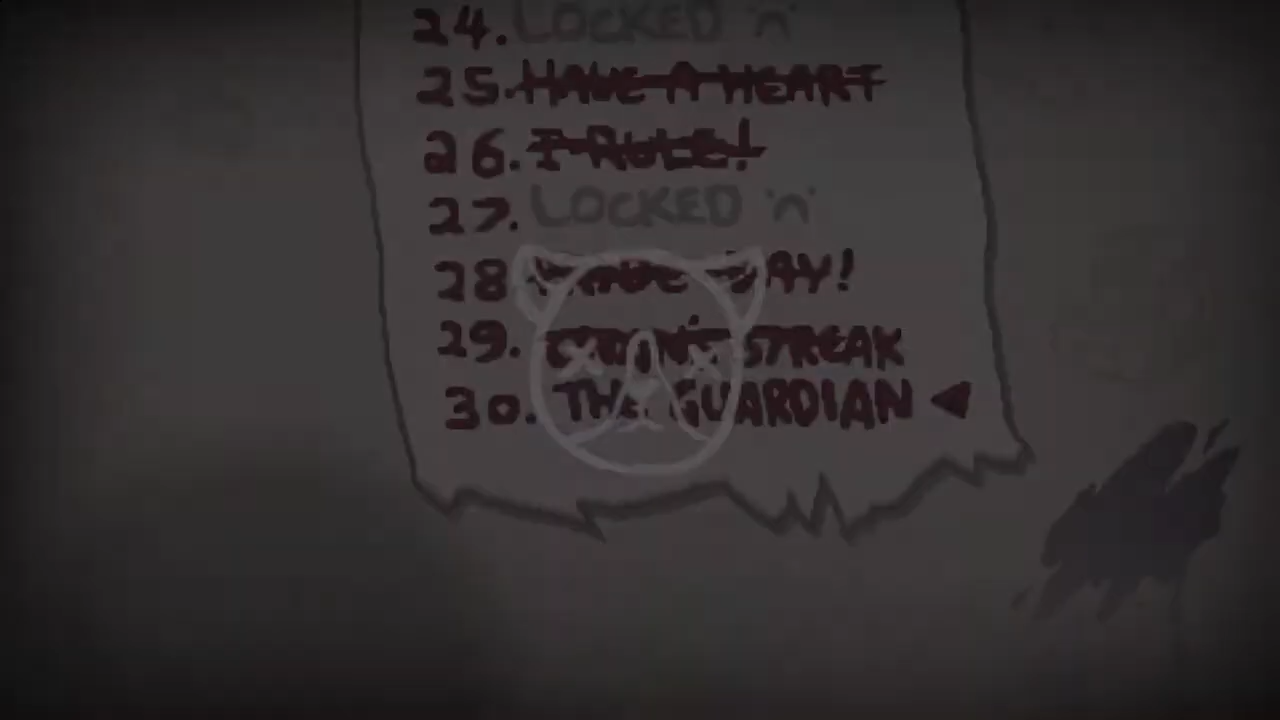 24. LOCKED 'n'
25. HAVE A HEART
26. I RULE!
27. LOCKED 'n'
28 DAY!
29. STREAK
30. THE GUARDIAN